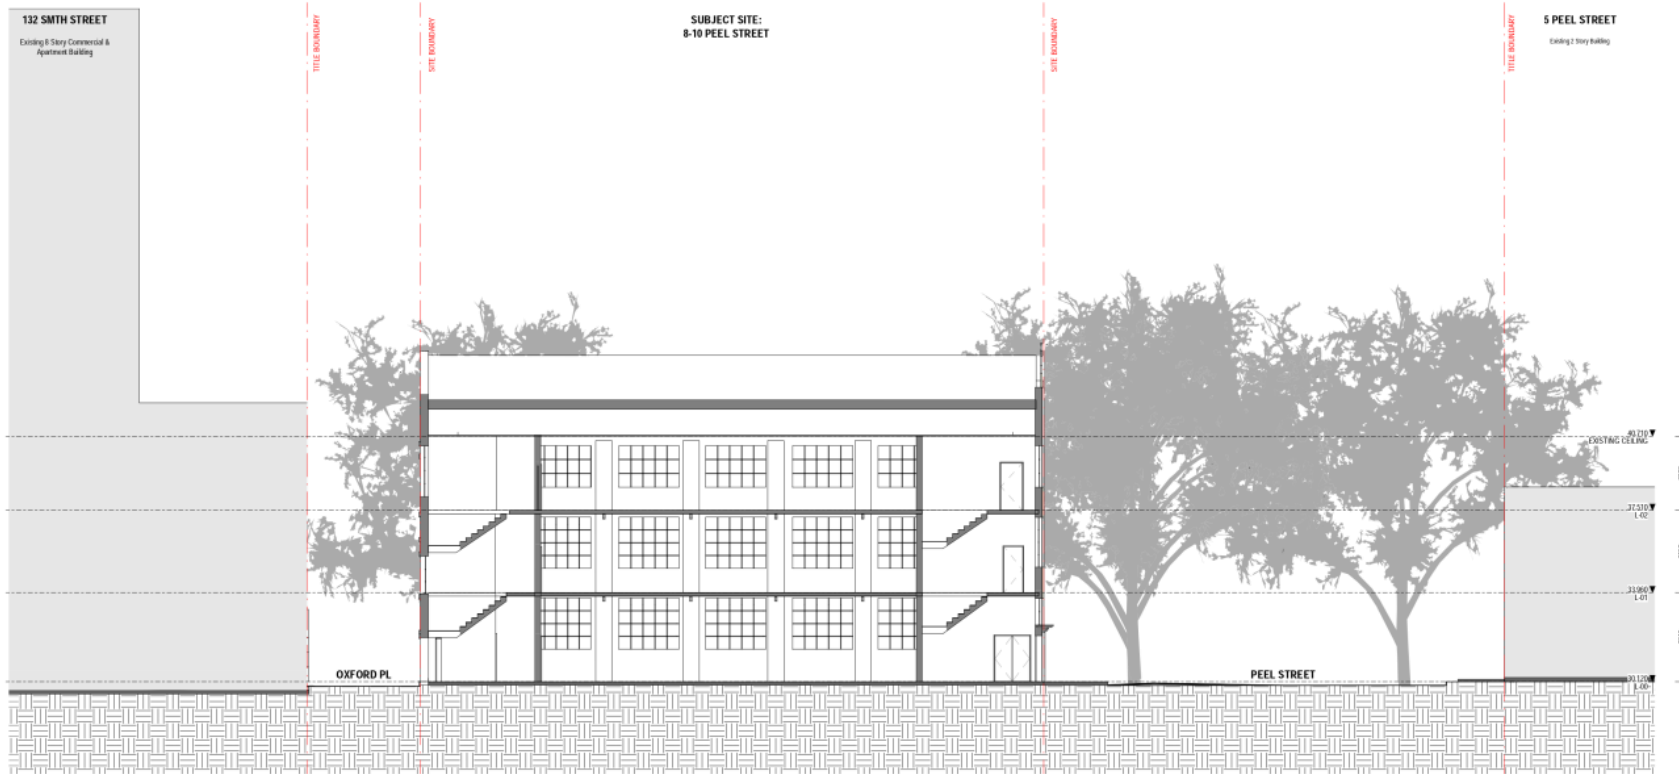 132 SMTH STREET
Existing 8 Story Commercial &
Apartment Building
TITLE BOUNDARY
SITE BOUNDARY
SUBJECT SITE:
8-10 PEEL STREET
SITE BOUNDARY
TITLE BOUNDARY
5 PEEL STREET
Existing 2 Story Building
40.710
EXISTING CEILING
37.510
L-02
33.960
L-01
OXFORD PL
PEEL STREET
30.120
L-00